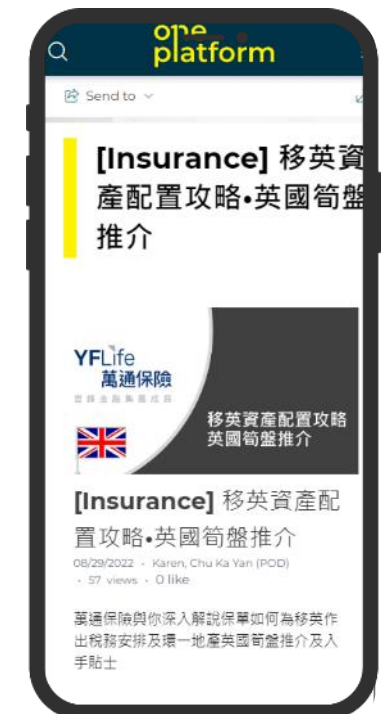 one
platform
Send to
[Insurance] 移英資
產配置攻略•英國筍盤
推介
YFLife
萬通保險
移英資產配置攻略
英國筍盤推介
[Insurance] 移英資產配
置攻略•英國筍盤推介
08/29/2022 • Karen, Chu Ka Yan (POD)
• 57 views • 0 like
萬通保險與你深入解說保單如何為移英作
出稅務安排及環一地產英國筍盤推介及入
手貼士